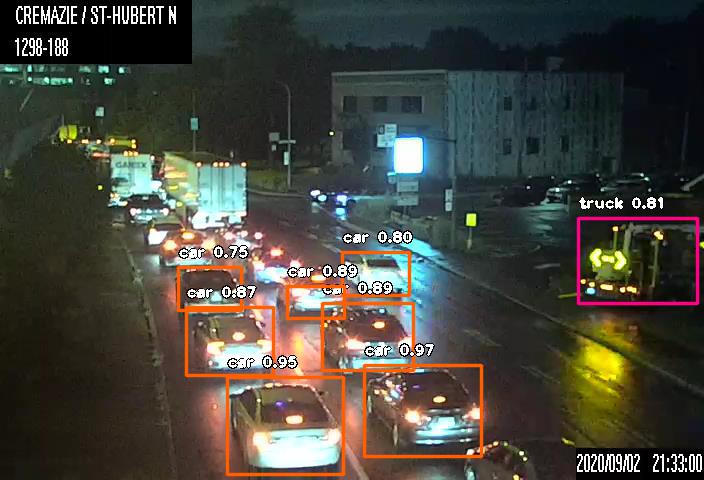 CREMAZIE / ST-HUBERT N
1298-188
truck 0.81
car 0.80
car 0.75
car 0.89
car 0.87
car 0.89
car 0.97
car 0.95
2020/09/02 21:33:00